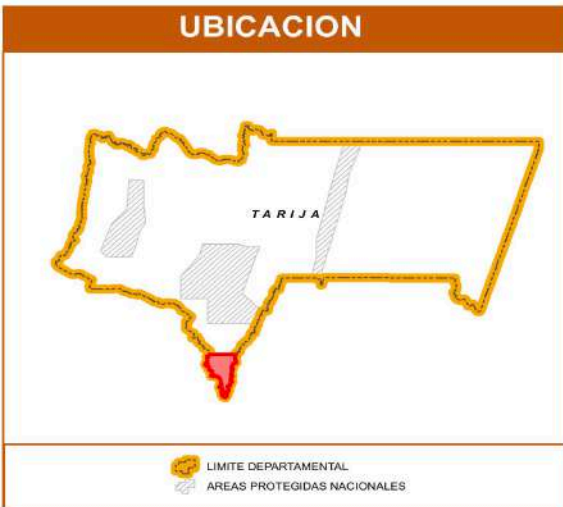 UBICACION
TARIJA
LIMITE DEPARTAMENTAL
AREAS PROTEGIDAS NACIONALES